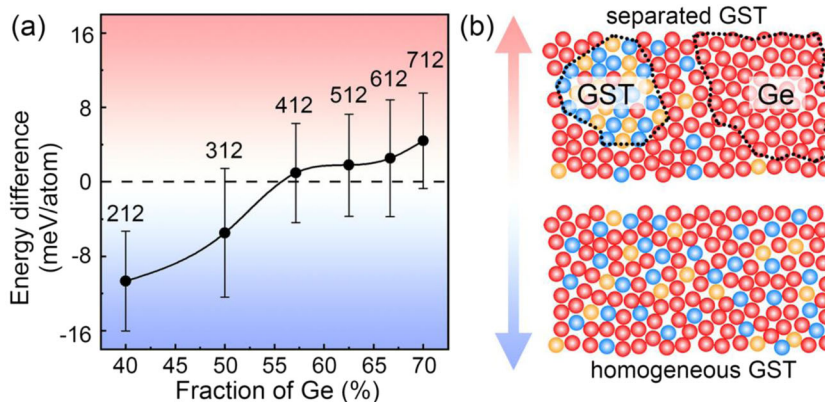 (a)
16
8
0
-8
-16
Energy difference
(meV/atom)
212
312
412
512
612
712
40 45 50 55 60 65 70
Fraction of Ge (%)
(b)
separated GST
GST
Ge
homogeneous GST